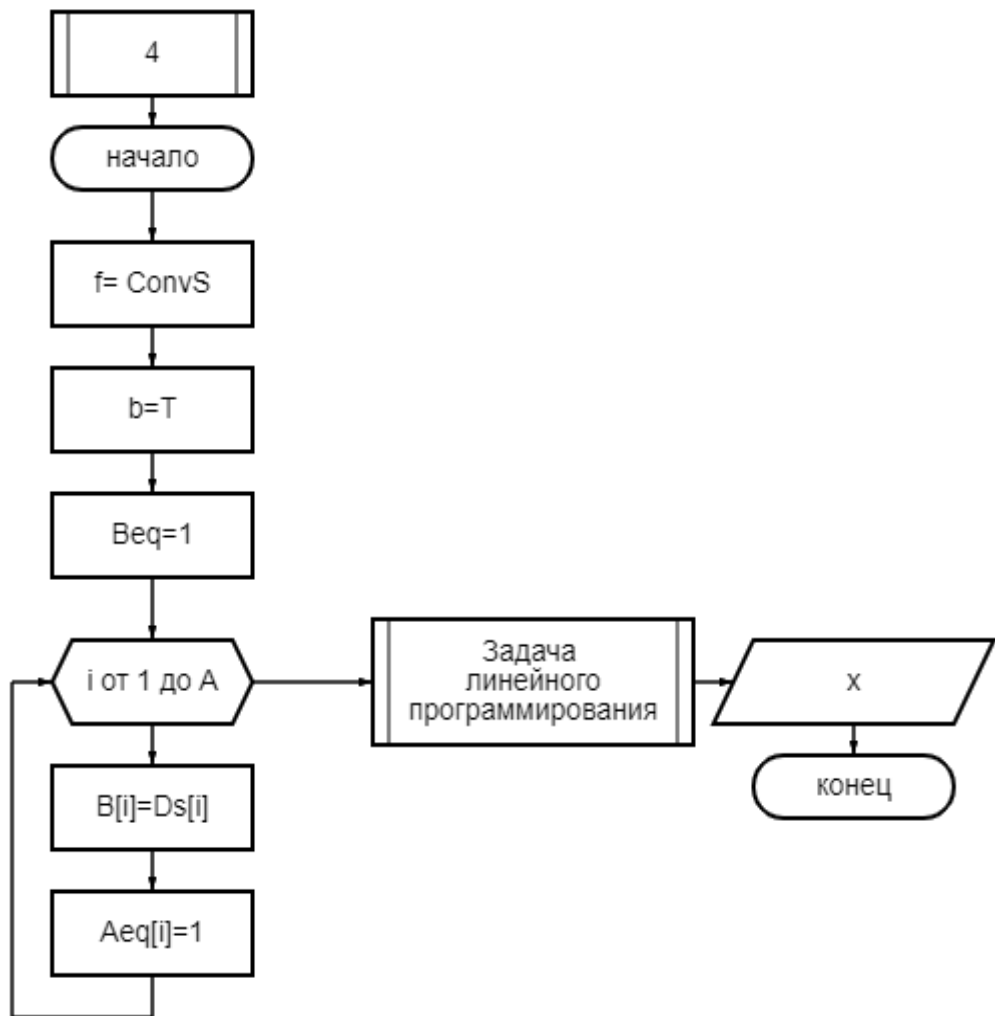 4
начало
f= ConvS
b=T
Beq=1
i от 1 до A
Задача
линейного
программирования
x
конец
B[i]=Ds[i]
Aeq[i]=1